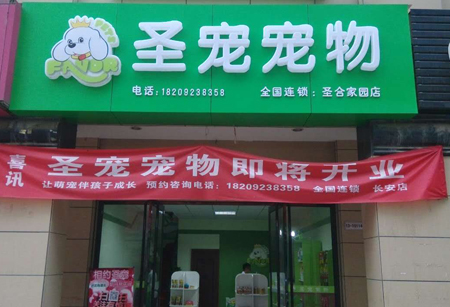 FAVOR
圣宠宠物
电话:18209238358 全国连锁:圣合家园店
喜讯 圣宠宠物即将开业
让萌宠伴孩子成长 预约咨询电话:18209238358 全国连锁 长安店